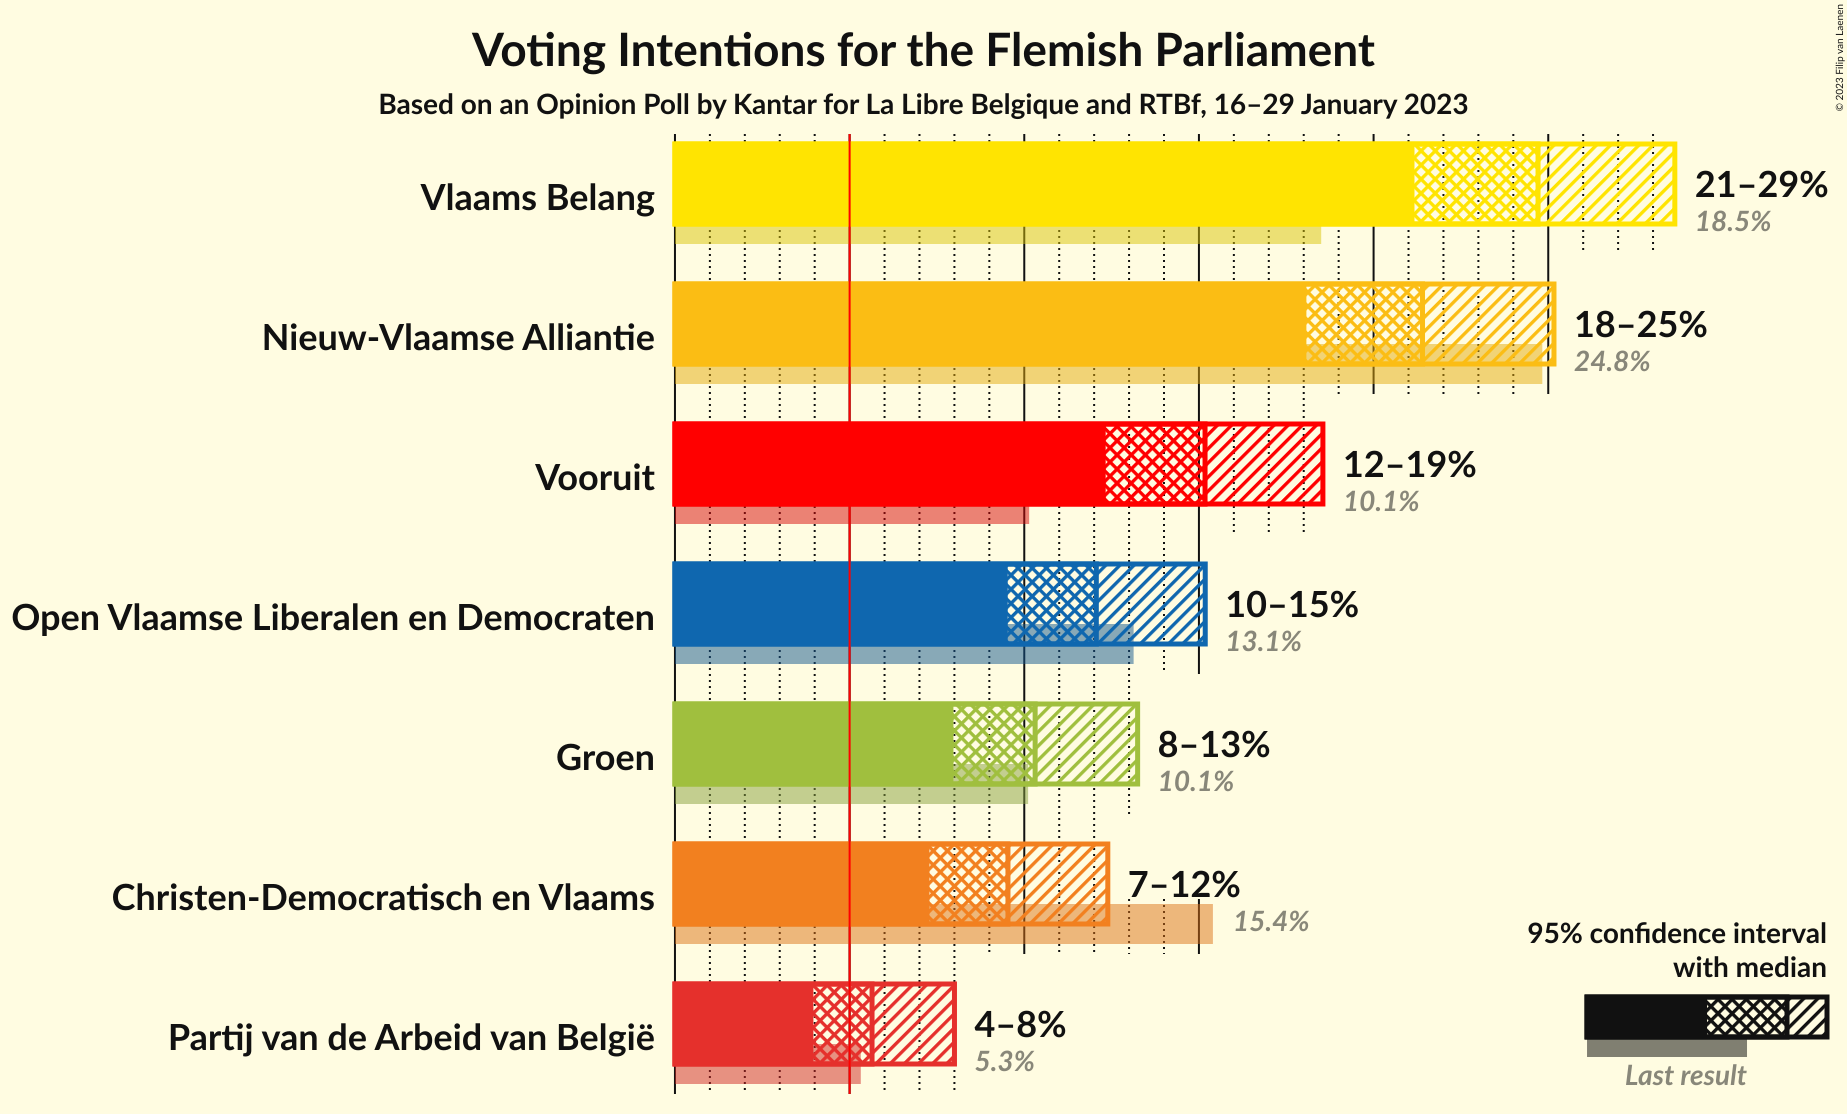 Voting Intentions for the Flemish Parliament
Based on an Opinion Poll by Kantar for La Libre Belgique and RTBf, 16–29 January 2023
© 2023 Filip van Laenen
Vlaams Belang
21–29%
18.5%
Nieuw-Vlaamse Alliantie
18–25%
24.8%
Vooruit
12–19%
10.1%
Open Vlaamse Liberalen en Democraten
10–15%
13.1%
Groen
8–13%
10.1%
Christen-Democratisch en Vlaams
7–12%
15.4%
Partij van de Arbeid van België
4–8%
5.3%
95% confidence interval
with median
Last result